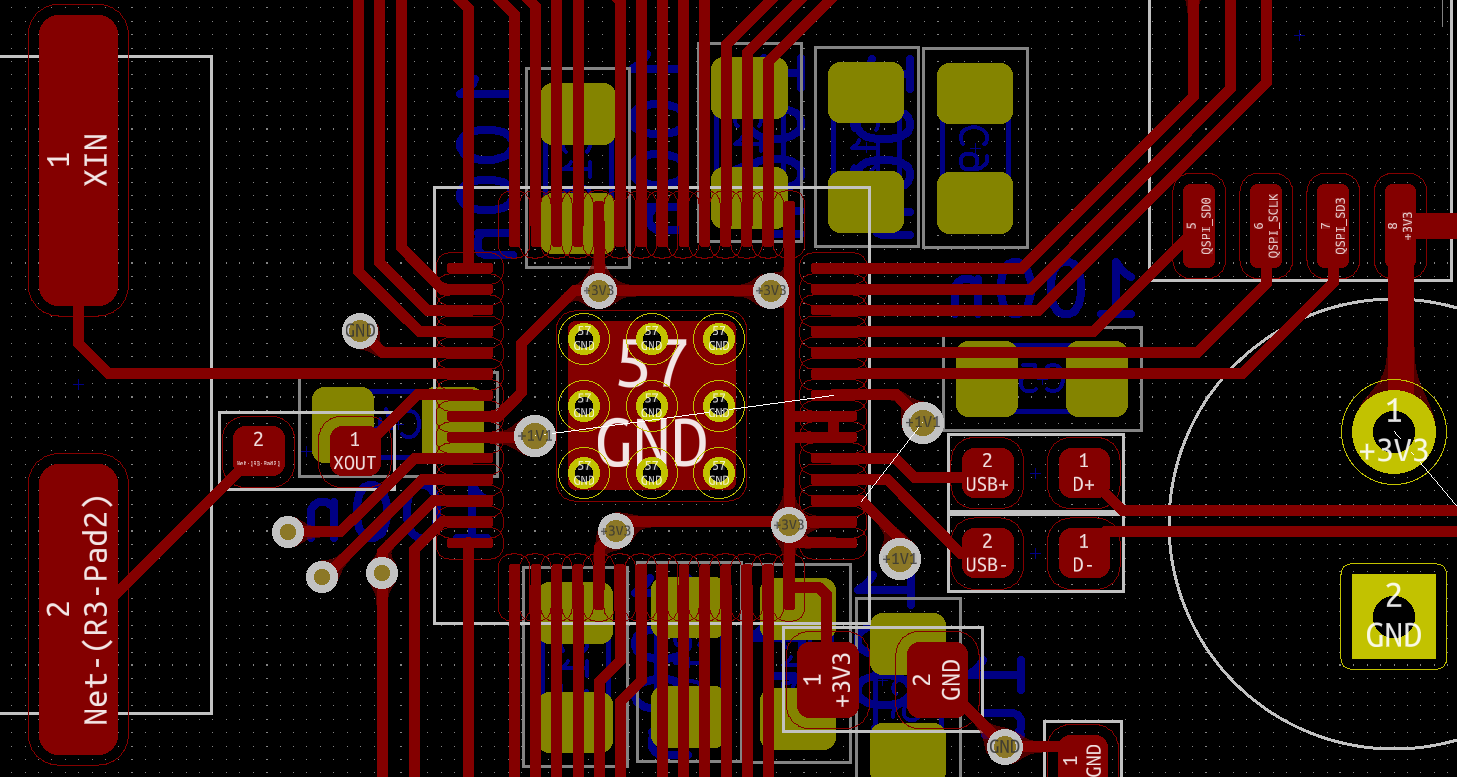 1
XIN
5
QSPI_SD0
6
QSPI_SCLK
7
QSPI_SD3
8
+3V3
+3V3
+3V3
GND
57
GND
57
GND
57
GND
57
GND
57
GND
57
GND
57
GND
57
GND
57
GND
57
GND
100n
C3
+1V1
+1V1
1
+3V3
2
1
XOUT
2
USB+
1
D+
+3V3
+3V3
2
USB-
1
D-
+1V1
2
GND
2
Net-(R3-Pad2)
1
+3V3
2
GND
GND
1
GND